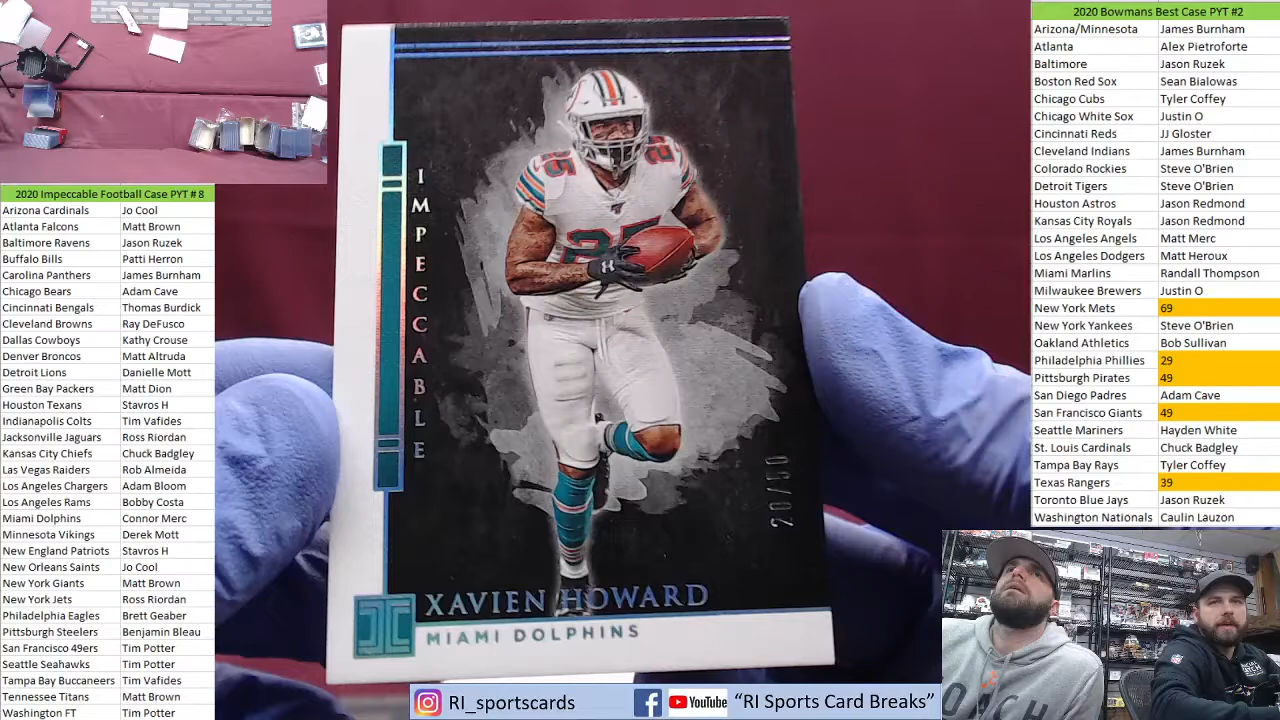 2020 Impeccable Football Case PYT # 8
Arizona Cardinals Jo Cool
Atlanta Falcons Matt Brown
Baltimore Ravens Jason Ruzek
Buffalo Bills Patti Herron
Carolina Panthers James Burnham
Chicago Bears Adam Cave
Cincinnati Bengals Thomas Burdick
Cleveland Browns Ray DeFusco
Dallas Cowboys Kathy Crouse
Denver Broncos Matt Altruda
Detroit Lions Danielle Mott
Green Bay Packers Matt Dion
Houston Texans Stavros H
Indianapolis Colts Tim Vafides
Jacksonville Jaguars Ross Riordan
Kansas City Chiefs Chuck Badgley
Las Vegas Raiders Rob Almeida
Los Angeles Chargers Adam Bloom
Los Angeles Rams Bobby Costa
Miami Dolphins Connor Merc
Minnesota Vikings Derek Mott
New England Patriots Stavros H
New Orleans Saints Jo Cool
New York Giants Matt Brown
New York Jets Ross Riordan
Philadelphia Eagles Brett Geaber
Pittsburgh Steelers Benjamin Bleau
San Francisco 49ers Tim Potter
Seattle Seahawks Tim Potter
Tampa Bay Buccaneers Tim Vafides
Tennessee Titans Matt Brown
Washington FT Tim Potter
IMPECCABLE
25
25
25
20/50
XAVIEN HOWARD
MIAMI DOLPHINS
2020 Bowmans Best Case PYT #2
Arizona/Minnesota James Burnham
Atlanta Alex Pietroforte
Baltimore Jason Ruzek
Boston Red Sox Sean Bialowas
Chicago Cubs Tyler Coffey
Chicago White Sox Justin O
Cincinnati Reds JJ Gloster
Cleveland Indians James Burnham
Colorado Rockies Steve O'Brien
Detroit Tigers Steve O'Brien
Houston Astros Jason Redmond
Kansas City Royals Jason Redmond
Los Angeles Angels Matt Merc
Los Angeles Dodgers Matt Heroux
Miami Marlins Randall Thompson
Milwaukee Brewers Justin O
New York Mets 69
New York Yankees Steve O'Brien
Oakland Athletics Bob Sullivan
Philadelphia Phillies 29
Pittsburgh Pirates 49
San Diego Padres Adam Cave
San Francisco Giants 49
Seattle Mariners Hayden White
St. Louis Cardinals Chuck Badgley
Tampa Bay Rays Tyler Coffey
Texas Rangers 39
Toronto Blue Jays Jason Ruzek
Washington Nationals Caulin Lauzon
RI_sportscards
YouTube
“RI Sports Card Breaks”